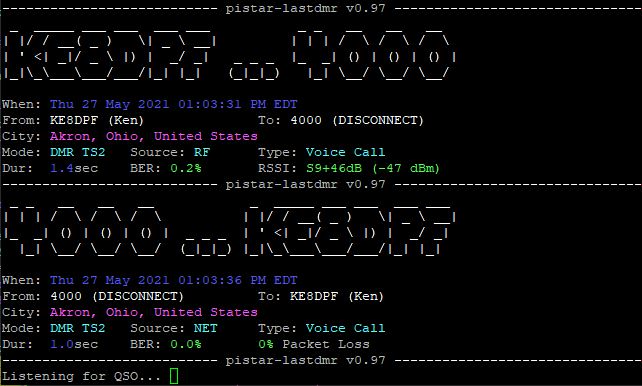 pistar-lastdmr v0.97
KE8DPF ... 4000
When: Thu 27 May 2021 01:03:31 PM EDT
From: KE8DPF (Ken) To: 4000 (DISCONNECT)
City: Akron, Ohio, United States
Mode: DMR TS2 Source: RF Type: Voice Call
Dur: 1.4sec BER: 0.2% RSSI: S9+46dB (-47 dBm)
pistar-lastdmr v0.97
4000 ... KE8DPF
When: Thu 27 May 2021 01:03:36 PM EDT
From: 4000 (DISCONNECT) To: KE8DPF (Ken)
City: Akron, Ohio, United States
Mode: DMR TS2 Source: NET Type: Voice Call
Dur: 1.0sec BER: 0.0% 0% Packet Loss
pistar-lastdmr v0.97
Listening for QSO...